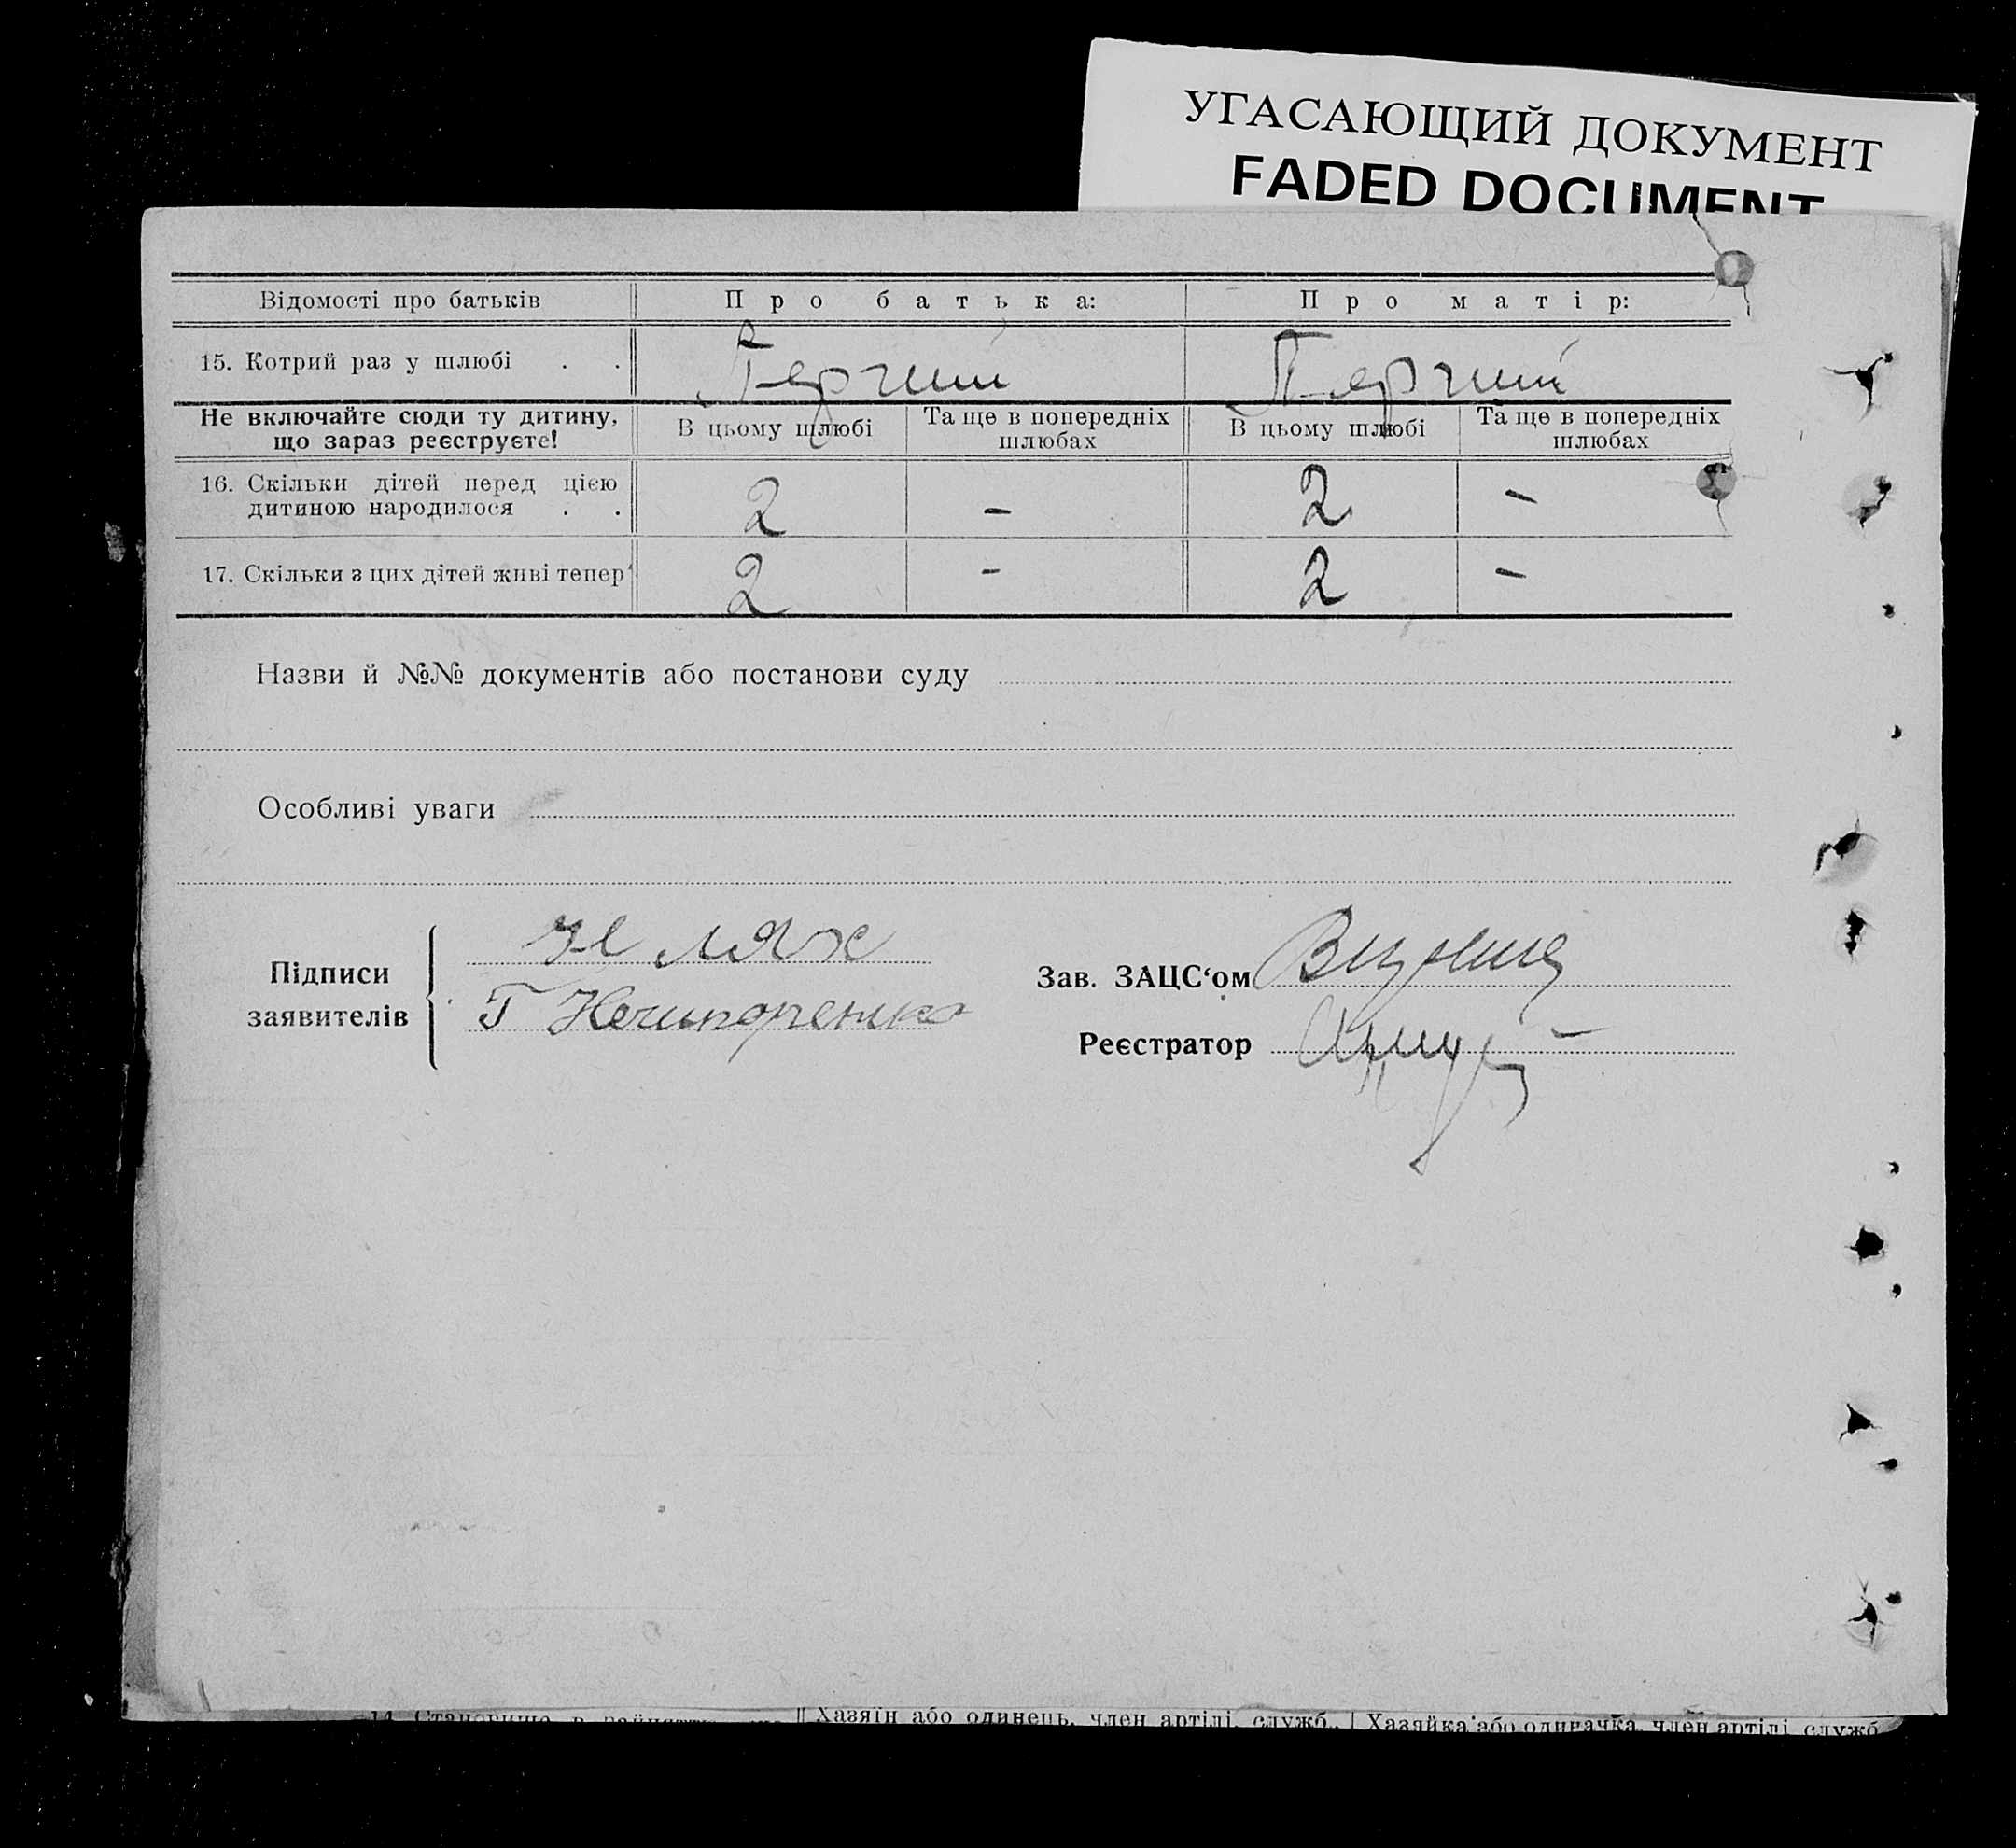 УГАСАЮЩИЙ ДОКУМЕНТ
FADED DOCUMENT
Відомості про батьків Про батька: Про матір:
15. Котрий раз у шлюбі . . Перший Перший
Не включайте сюди ту дитину, що зараз реєструєте! В цьому шлюбі Та ще в попередніх шлюбах В цьому шлюбі Та ще в попередніх шлюбах
16. Скільки дітей перед цією
дитиною народилося . . 2 – 2 –
17. Скільки з цих дітей живі тепер 2 - 2 –
Назви й №№ документів або постанови суду
Особливі уваги
Підписи заявителів
Н Лях
Г Нечипоренко
Зав. ЗАЦС‘ом
Реєстратор
14. Становище в Хазяїн або одинець, член артілі, служб. Хазяйка або одиначка, член артілі, служб.